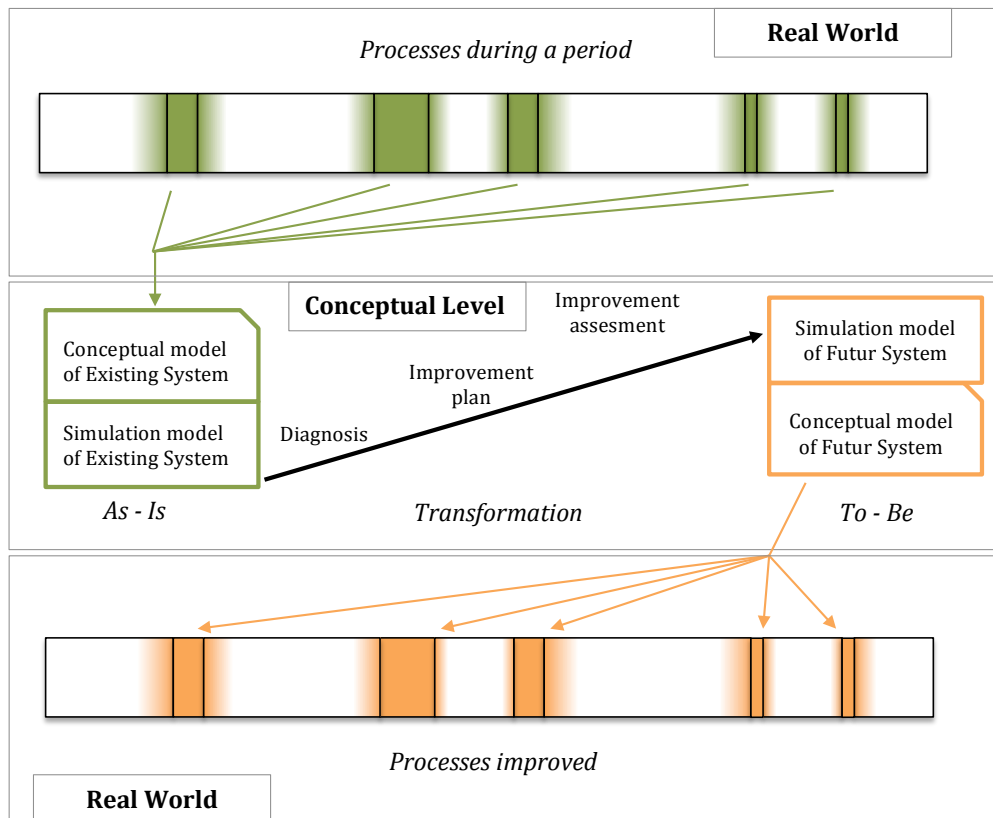 Real World
Processes during a period
Conceptual Level
Improvement
assesment
Conceptual model
of Existing System
Simulation model
of Existing System
Diagnosis
Improvement
plan
Simulation model
of Futur System
Conceptual model
of Futur System
As - Is
Transformation
To - Be
Processes improved
Real World